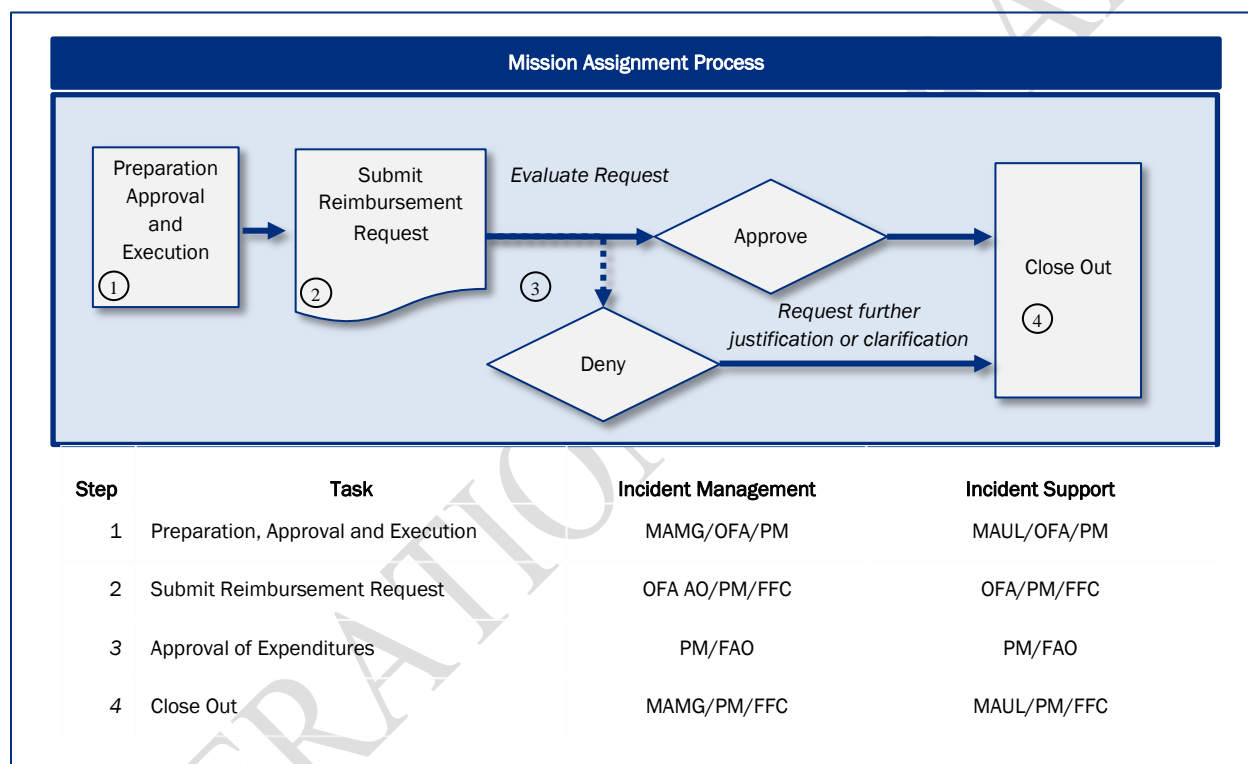 Mission Assignment Process
Preparation
Approval
and
Execution
1
Submit
Reimbursement
Request
2
Evaluate Request
3
Approve
Deny
Request further
justification or clarification
Close Out
4
Step Task Incident Management Incident Support
1 Preparation, Approval and Execution MAMG/OFA/PM MAUL/OFA/PM
2 Submit Reimbursement Request OFA AO/PM/FFC OFA/PM/FFC
3 Approval of Expenditures PM/FAO PM/FAO
4 Close Out MAMG/PM/FFC MAUL/PM/FFC